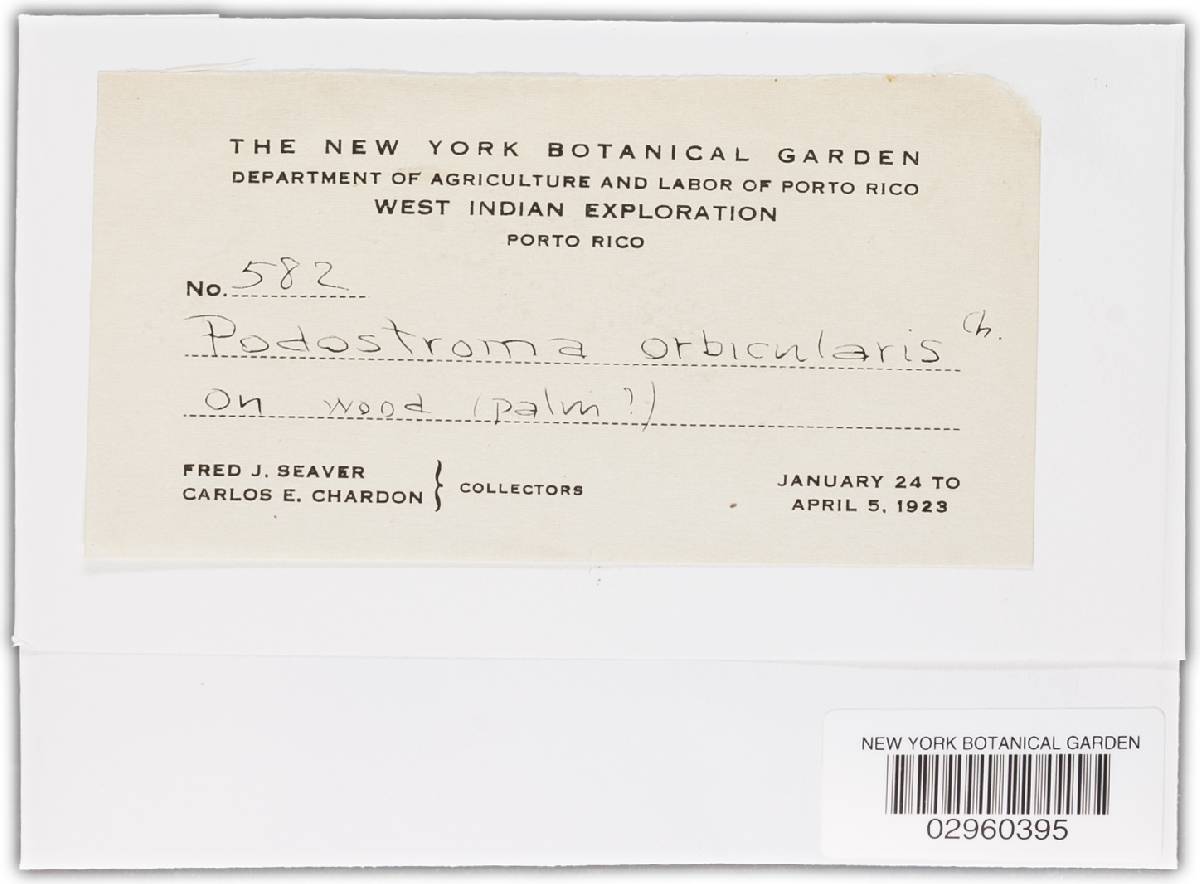 THE NEW YORK BOTANICAL GARDEN
DEPARTMENT OF AGRICULTURE AND LABOR OF PORTO RICO
WEST INDIAN EXPLORATION
PORTO RICO
No. 582
Podostroma orbicularis Ch.
on wood (palm?)
FRED J. SEAVER
CARLOS E. CHARDON } COLLECTORS
JANUARY 24 TO
APRIL 5, 1923
NEW YORK BOTANICAL GARDEN
02960395